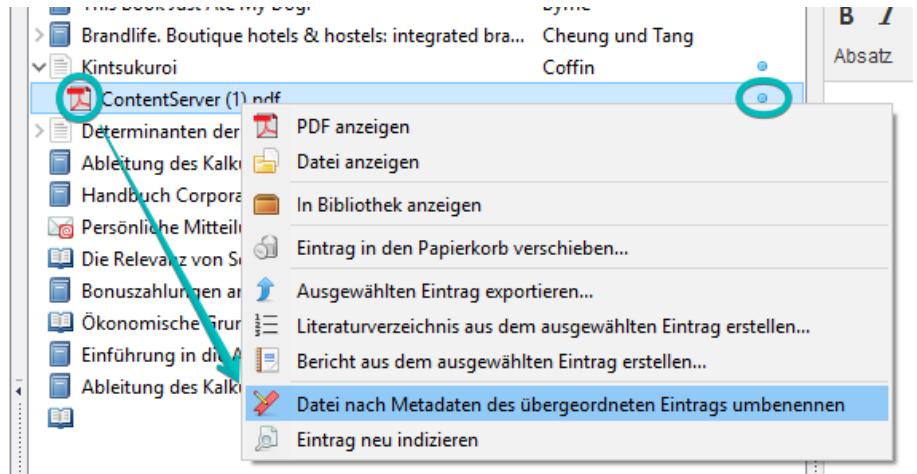 This Book Just Ate My Dog! Byrne
Brandlife. Boutique hotels & hostels: integrated bra... Cheung und Tang
Kintsukuroi Coffin
ContentServer (1).pdf
Determinanten der
Ableitung des Kalk
Handbuch Corpora
Persönliche Mitteil
Die Relevanz von S
Bonuszahlungen a
Ökonomische Grun
Einführung in die A
Ableitung des Kalk
PDF anzeigen
Datei anzeigen
In Bibliothek anzeigen
Eintrag in den Papierkorb verschieben...
Ausgewählten Eintrag exportieren...
Literaturverzeichnis aus dem ausgewählten Eintrag erstellen...
Bericht aus dem ausgewählten Eintrag erstellen...
Datei nach Metadaten des übergeordneten Eintrags umbenennen
Eintrag neu indizieren
B I
Absatz